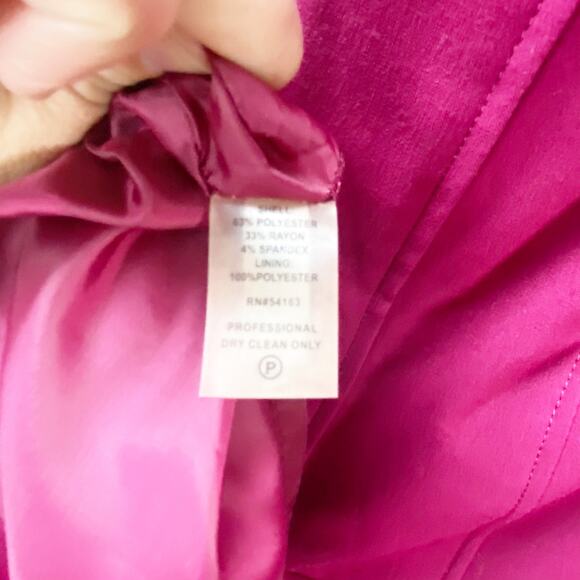 SHELL:
63% POLYESTER
33% RAYON
4% SPANDEX
LINING:
100%POLYESTER
RN#54163
PROFESSIONAL
DRY CLEAN ONLY
P